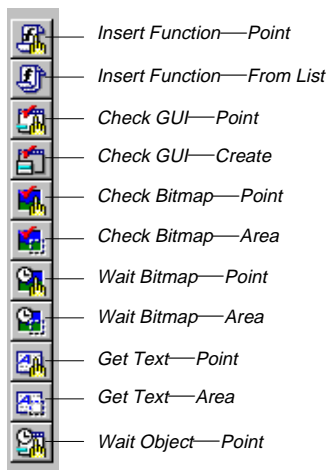 Insert Function—Point
Insert Function—From List
Check GUI—Point
Check GUI—Create
Check Bitmap—Point
Check Bitmap—Area
Wait Bitmap—Point
Wait Bitmap—Area
Get Text—Point
Get Text—Area
Wait Object—Point